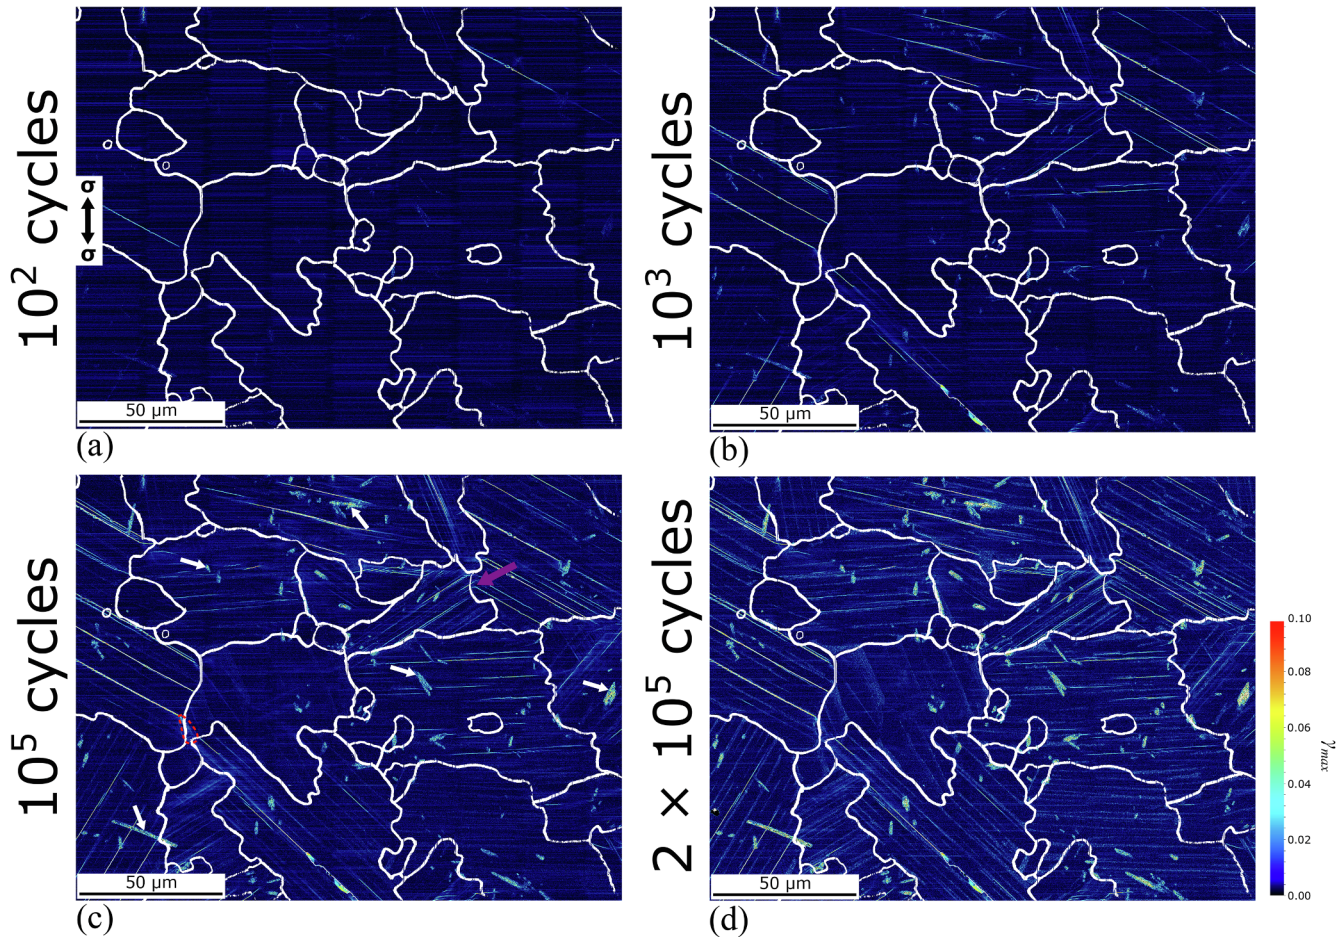 10² cycles
σ
σ
50 µm
(a)
10³ cycles
50 µm
(b)
10⁵ cycles
50 µm
(c)
2 × 10⁵ cycles
50 µm
(d)
0.10
0.08
0.06
0.04
0.02
0.00
γmax